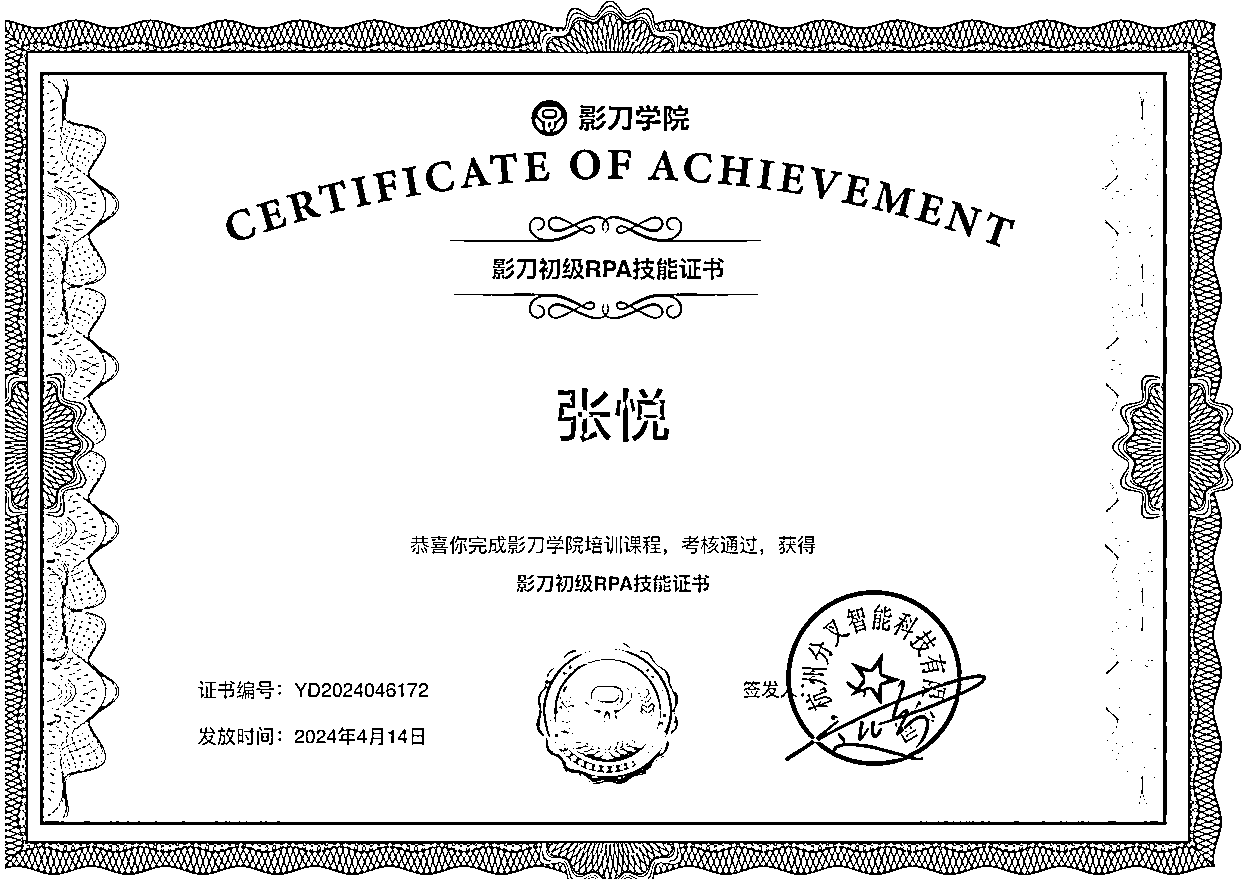 影刀学院
CERTIFICATE OF ACHIEVEMENT
影刀初级RPA技能证书
张悦
恭喜你完成影刀学院培训课程，考核通过，获得
影刀初级RPA技能证书
证书编号：YD2024046172
发放时间：2024年4月14日
签发人：
杭州分叉智能科技有限